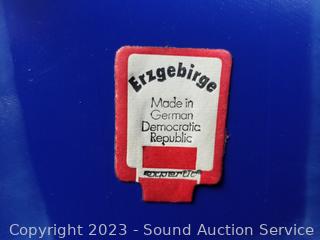 Erzgebirge
Made in
German
Democratic
Republic
Copyright 2023 - Sound Auction Service